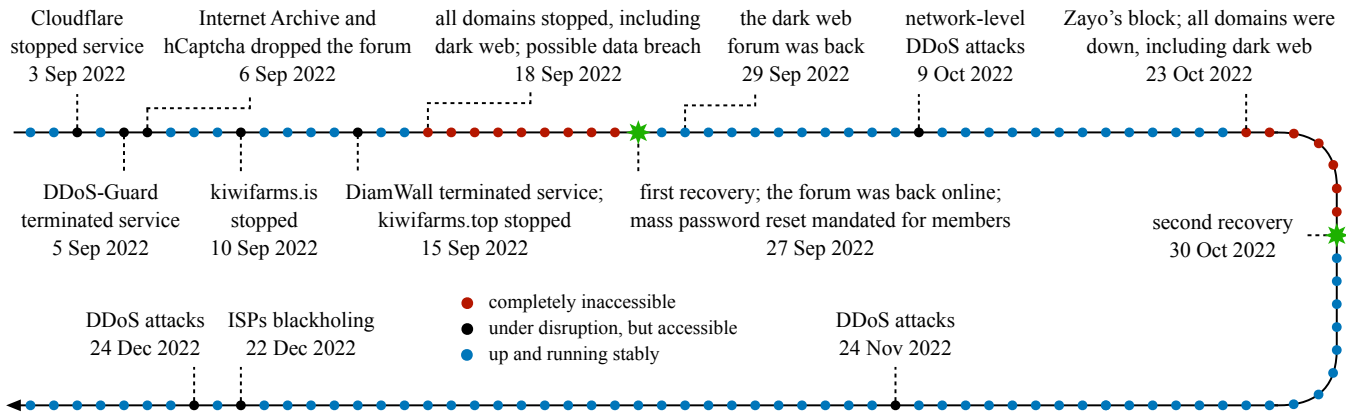 Cloudflare
stopped service
3 Sep 2022
Internet Archive and
hCaptcha dropped the forum
6 Sep 2022
all domains stopped, including
dark web; possible data breach
18 Sep 2022
the dark web
forum was back
29 Sep 2022
network-level
DDoS attacks
9 Oct 2022
Zayo’s block; all domains were
down, including dark web
23 Oct 2022
DDoS-Guard
terminated service
5 Sep 2022
kiwifarms.is
stopped
10 Sep 2022
DiamWall terminated service;
kiwifarms.top stopped
15 Sep 2022
first recovery; the forum was back online;
mass password reset mandated for members
27 Sep 2022
second recovery
30 Oct 2022
DDoS attacks
24 Dec 2022
ISPs blackholing
22 Dec 2022
completely inaccessible
under disruption, but accessible
up and running stably
DDoS attacks
24 Nov 2022